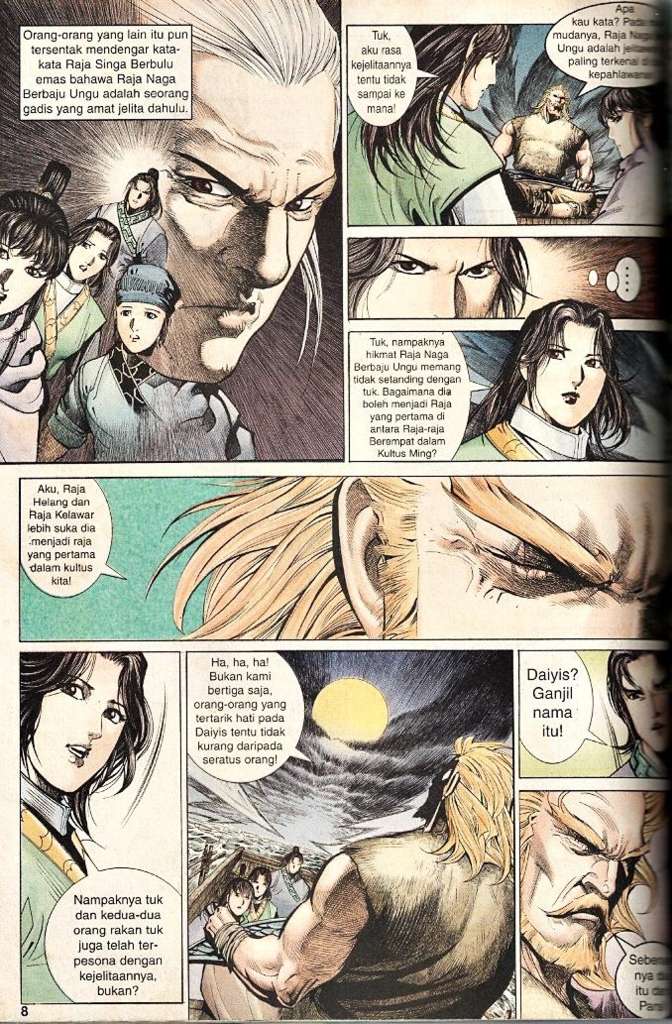 Orang-orang yang lain itu pun
tersentak mendengar kata-
kata Raja Singa Berbulu
emas bahawa Raja Naga
Berbaju Ungu adalah seorang
gadis yang amat jelita dahulu.
Tuk,
aku rasa
kejelitaannya
tentu tidak
sampai ke
mana!
Apa
kau kata? Pada
mudanya, Raja Naga
Ungu adalah
paling terkenal di
kepahlawanan
...
Tuk, nampaknya
hikmat Raja Naga
Berbaju Ungu memang
tidak setanding dengan
tuk. Bagaimana dia
boleh menjadi Raja
yang pertama di
antara Raja-raja
Berempat dalam
Kultus Ming?
Aku, Raja
Helang dan
Raja Kelawar
lebih suka dia
menjadi raja
yang pertama
dalam kultus
kita!
Nampaknya tuk
dan kedua-dua
orang rakan tuk
juga telah ter-
pesona dengan
kejelitaannya,
bukan?
Ha, ha, ha!
Bukan kami
bertiga saja,
orang-orang yang
tertarik hati pada
Daiyis tentu tidak
kurang daripada
seratus orang!
Daiyis?
Ganjil
nama
itu!
nya
itu
8